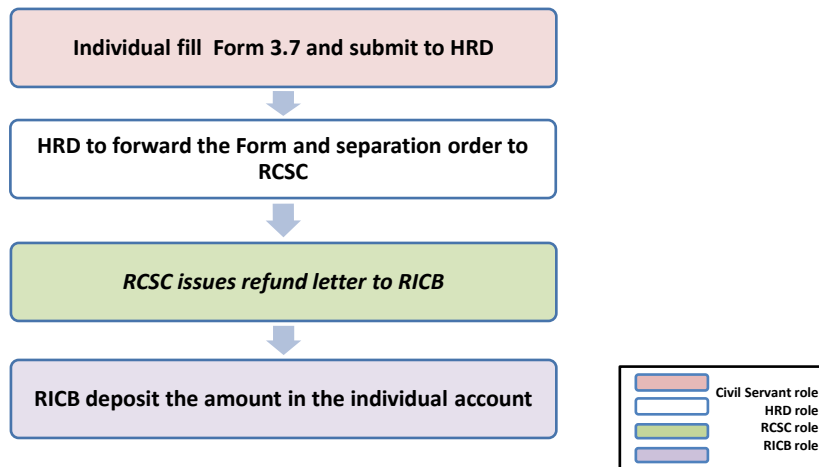 Individual fill Form 3.7 and submit to HRD
HRD to forward the Form and separation order to
RCSC
RCSC issues refund letter to RICB
RICB deposit the amount in the individual account
Civil Servant role
HRD role
RCSC role
RICB role